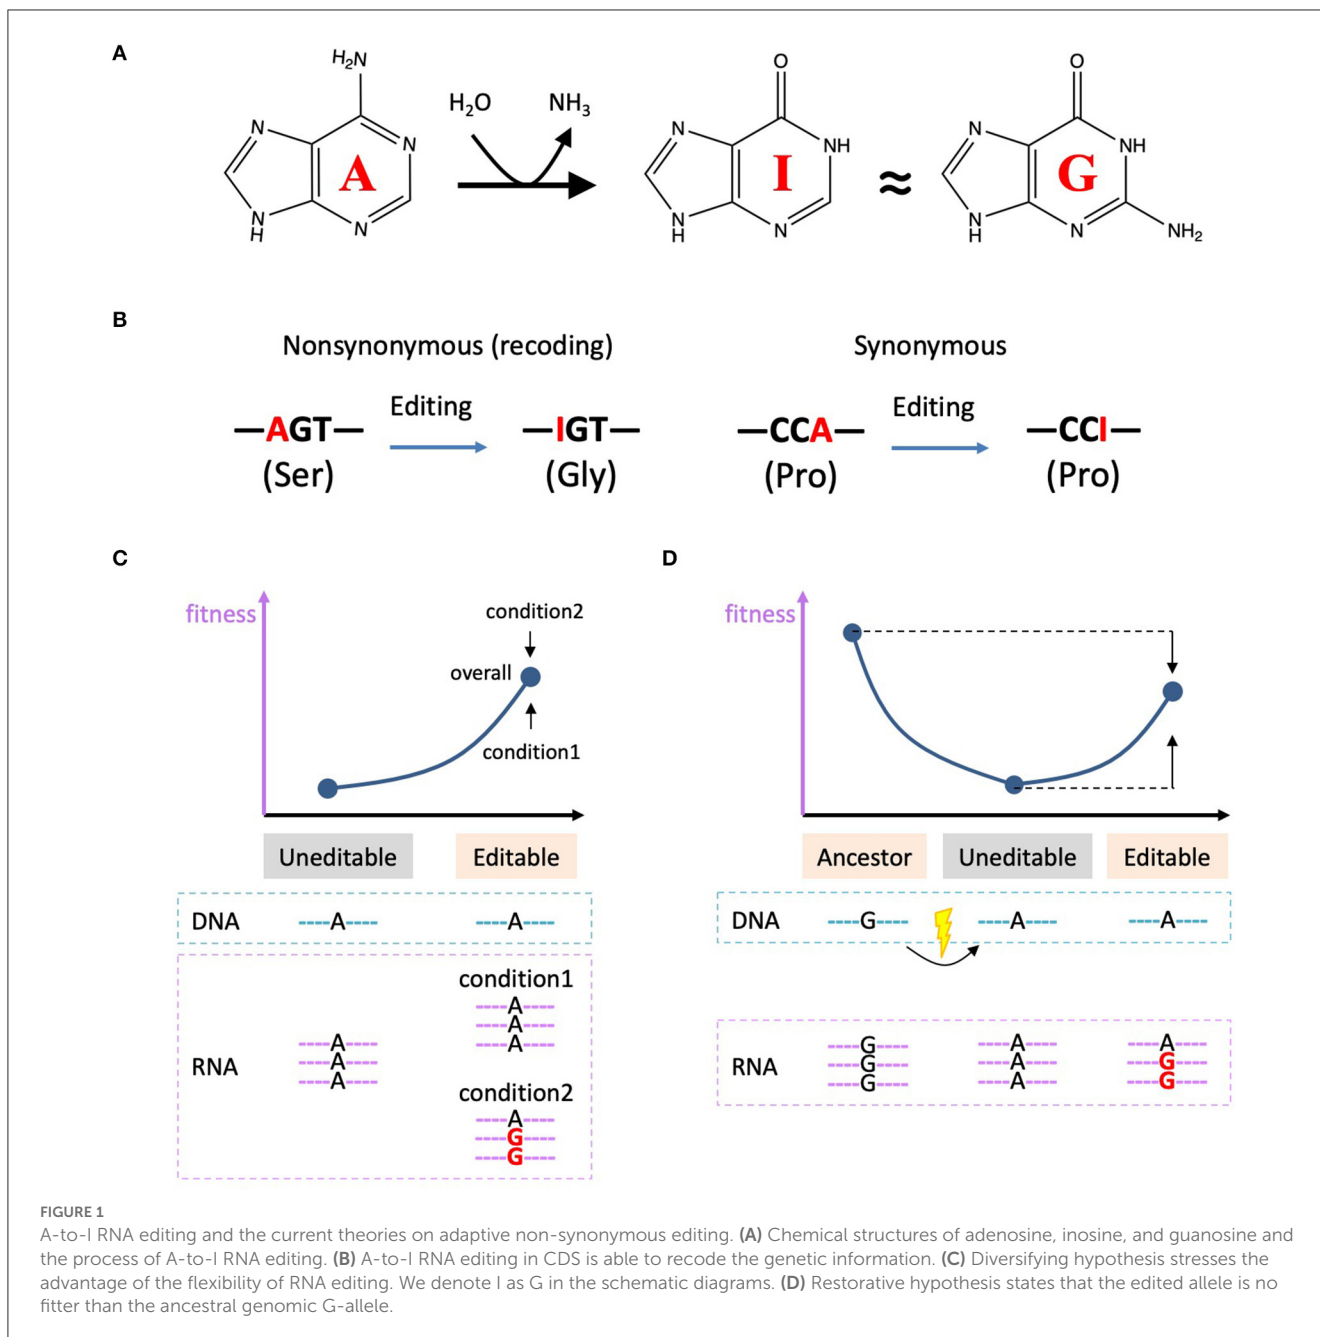 A
H₂N
N
N
N
N
H
A
H₂O
NH₃
O
N
NH
N
N
H
I
≈
O
N
NH
N
N
H
NH₂
G
B
Nonsynonymous (recoding)
Synonymous
—AGT—
Editing
—IGT—
—CCA—
Editing
—CCI—
(Ser)
(Gly)
(Pro)
(Pro)
C
fitness
condition2
overall
condition1
Uneditable
Editable
DNA
----A----
----A----
RNA
----A----
----A----
----A----
condition1
----A----
----A----
----A----
condition2
----A----
----G----
----G----
D
fitness
Ancestor
Uneditable
Editable
DNA
----G----
----A----
----A----
RNA
----G----
----G----
----G----
----A----
----A----
----A----
----A----
----G----
----G----
FIGURE 1
A-to-I RNA editing and the current theories on adaptive non-synonymous editing. (A) Chemical structures of adenosine, inosine, and guanosine and
the process of A-to-I RNA editing. (B) A-to-I RNA editing in CDS is able to recode the genetic information. (C) Diversifying hypothesis stresses the
advantage of the flexibility of RNA editing. We denote I as G in the schematic diagrams. (D) Restorative hypothesis states that the edited allele is no
fitter than the ancestral genomic G-allele.